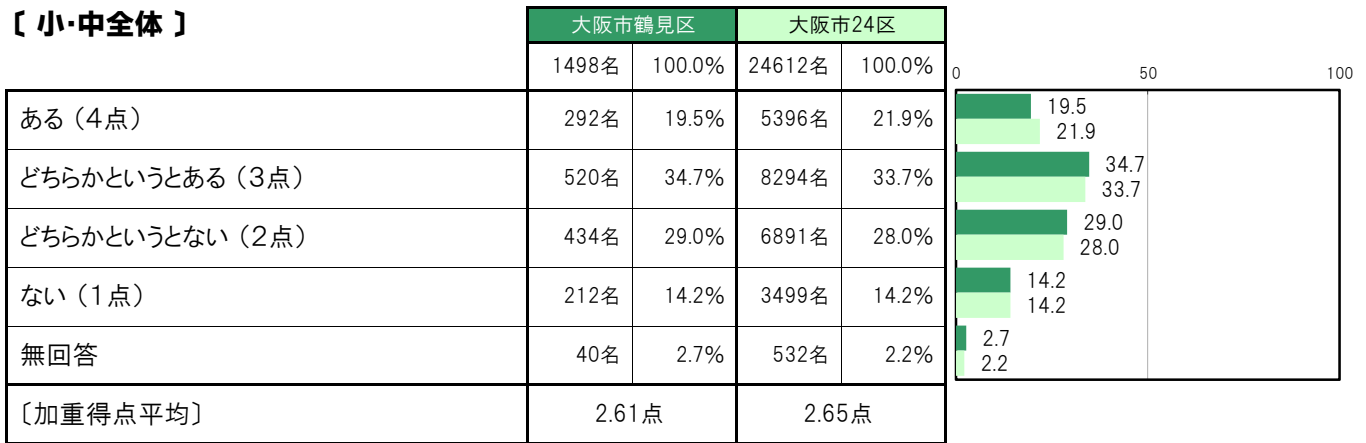 〔 小・中全体 〕
大阪市鶴見区 大阪市24区
1498名 100.0% 24612名 100.0%
0 50 100
ある（4点） 292名 19.5% 5396名 21.9%
19.5
21.9
どちらかというとある（3点） 520名 34.7% 8294名 33.7%
34.7
33.7
どちらかというとない（2点） 434名 29.0% 6891名 28.0%
29.0
28.0
ない（1点） 212名 14.2% 3499名 14.2%
14.2
14.2
無回答 40名 2.7% 532名 2.2%
2.7
2.2
〔加重得点平均〕 2.61点 2.65点